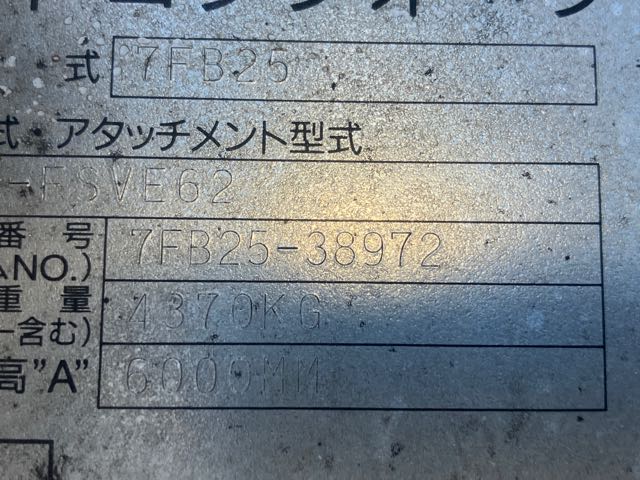 式 7FB25
式・アタッチメント型式
-FSVE62
番号 7FB25-38972
NO.)
重量 4370KG
ー含む)
高"A" 6000MM